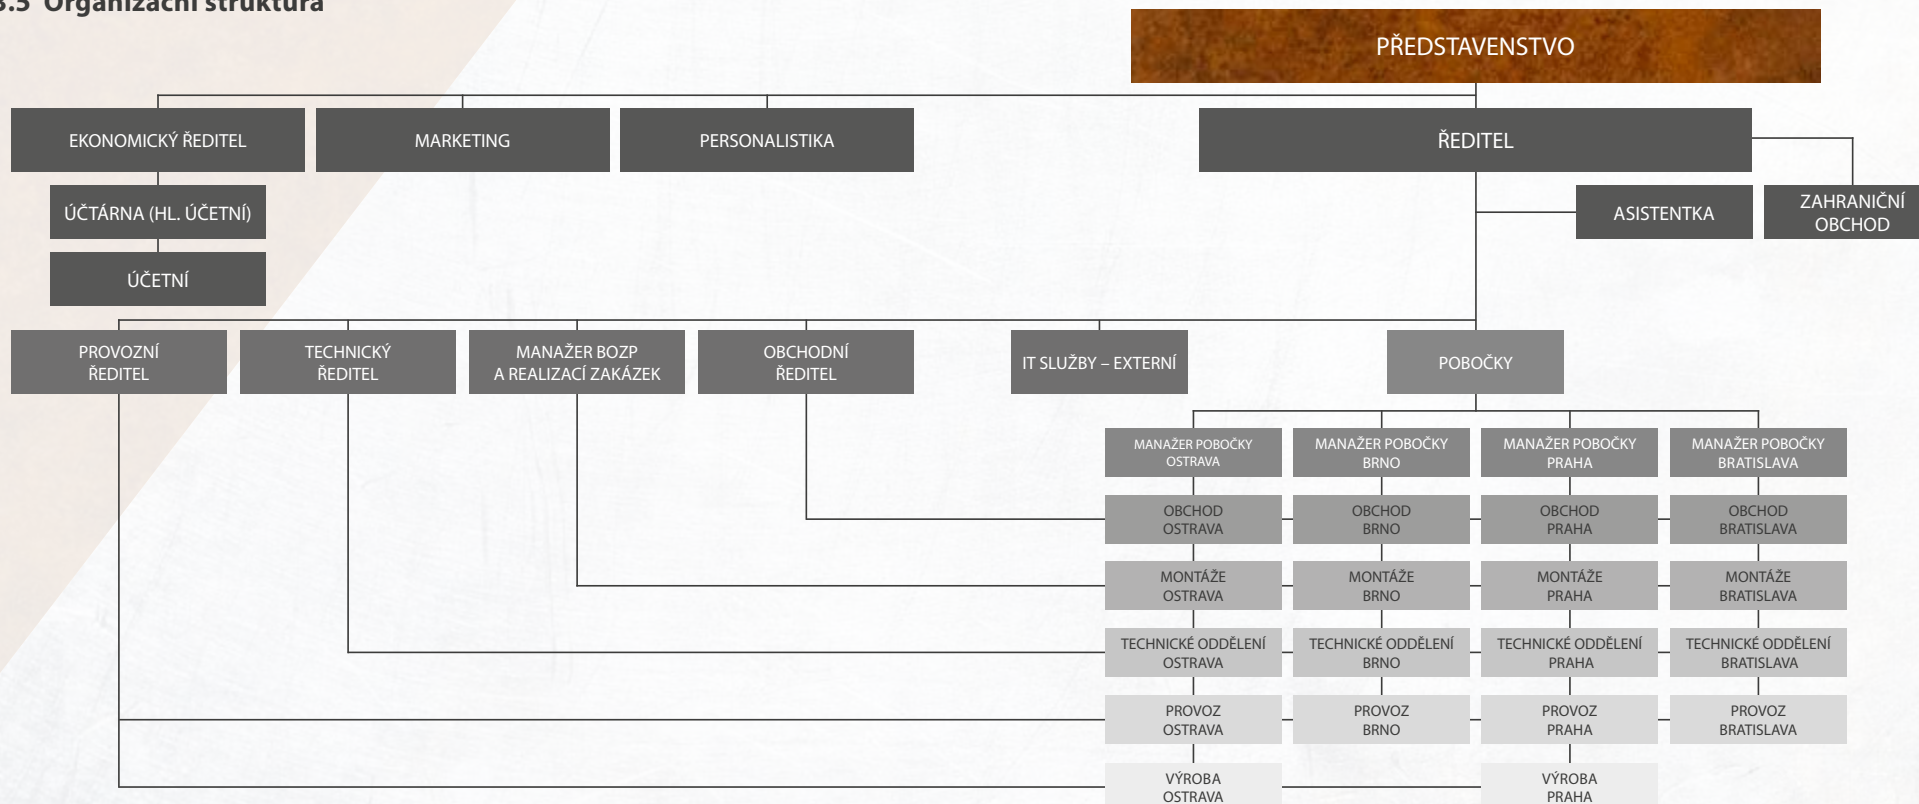 3.5 Organizační struktura
PŘEDSTAVENSTVO
EKONOMICKÝ ŘEDITEL
MARKETING
PERSONALISTIKA
ŘEDITEL
ÚČTÁRNA (HL. ÚČETNÍ)
ASISTENTKA
ZAHRANIČNÍ
OBCHOD
ÚČETNÍ
PROVOZNÍ
ŘEDITEL
TECHNICKÝ
ŘEDITEL
MANAŽER BOZP
A REALIZACÍ ZAKÁZEK
OBCHODNÍ
ŘEDITEL
IT SLUŽBY – EXTERNÍ
POBOČKY
MANAŽER POBOČKY
OSTRAVA
MANAŽER POBOČKY
BRNO
MANAŽER POBOČKY
PRAHA
MANAŽER POBOČKY
BRATISLAVA
OBCHOD
OSTRAVA
OBCHOD
BRNO
OBCHOD
PRAHA
OBCHOD
BRATISLAVA
MONTÁŽE
OSTRAVA
MONTÁŽE
BRNO
MONTÁŽE
PRAHA
MONTÁŽE
BRATISLAVA
TECHNICKÉ ODDĚLENÍ
OSTRAVA
TECHNICKÉ ODDĚLENÍ
BRNO
TECHNICKÉ ODDĚLENÍ
PRAHA
TECHNICKÉ ODDĚLENÍ
BRATISLAVA
PROVOZ
OSTRAVA
PROVOZ
BRNO
PROVOZ
PRAHA
PROVOZ
BRATISLAVA
VÝROBA
OSTRAVA
VÝROBA
PRAHA